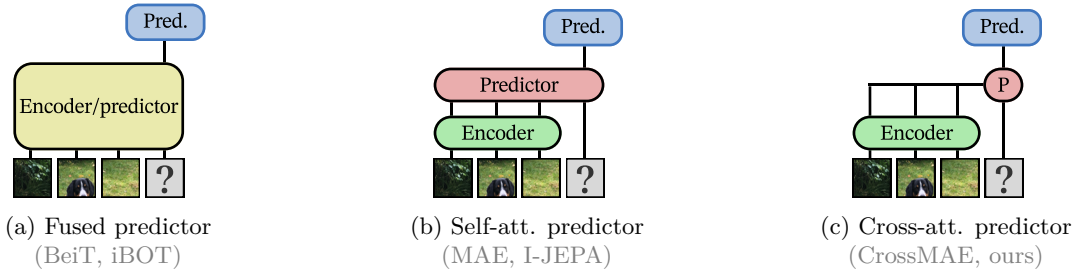 Pred.
Encoder/predictor
?
(a) Fused predictor
(BeiT, iBOT)
Pred.
Predictor
Encoder
?
(b) Self-att. predictor
(MAE, I-JEPA)
Pred.
P
Encoder
?
(c) Cross-att. predictor
(CrossMAE, ours)